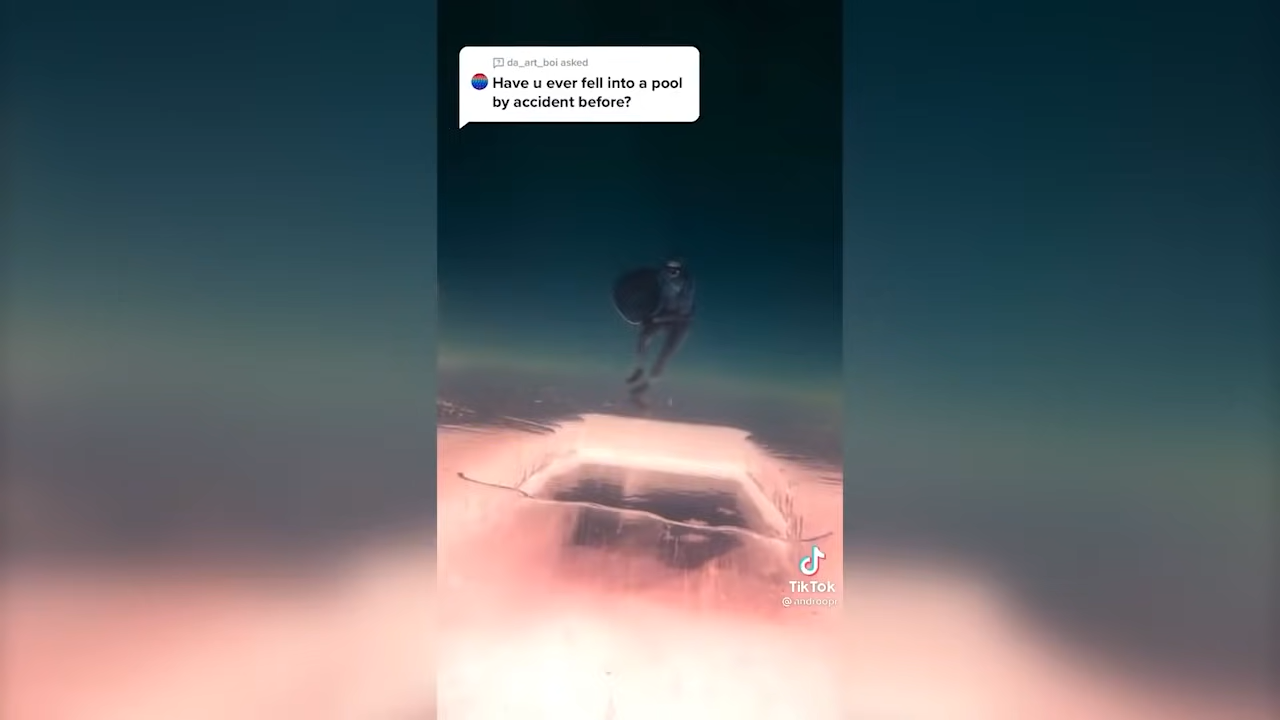 da_art_boi asked
Have u ever fell into a pool
by accident before?
TikTok